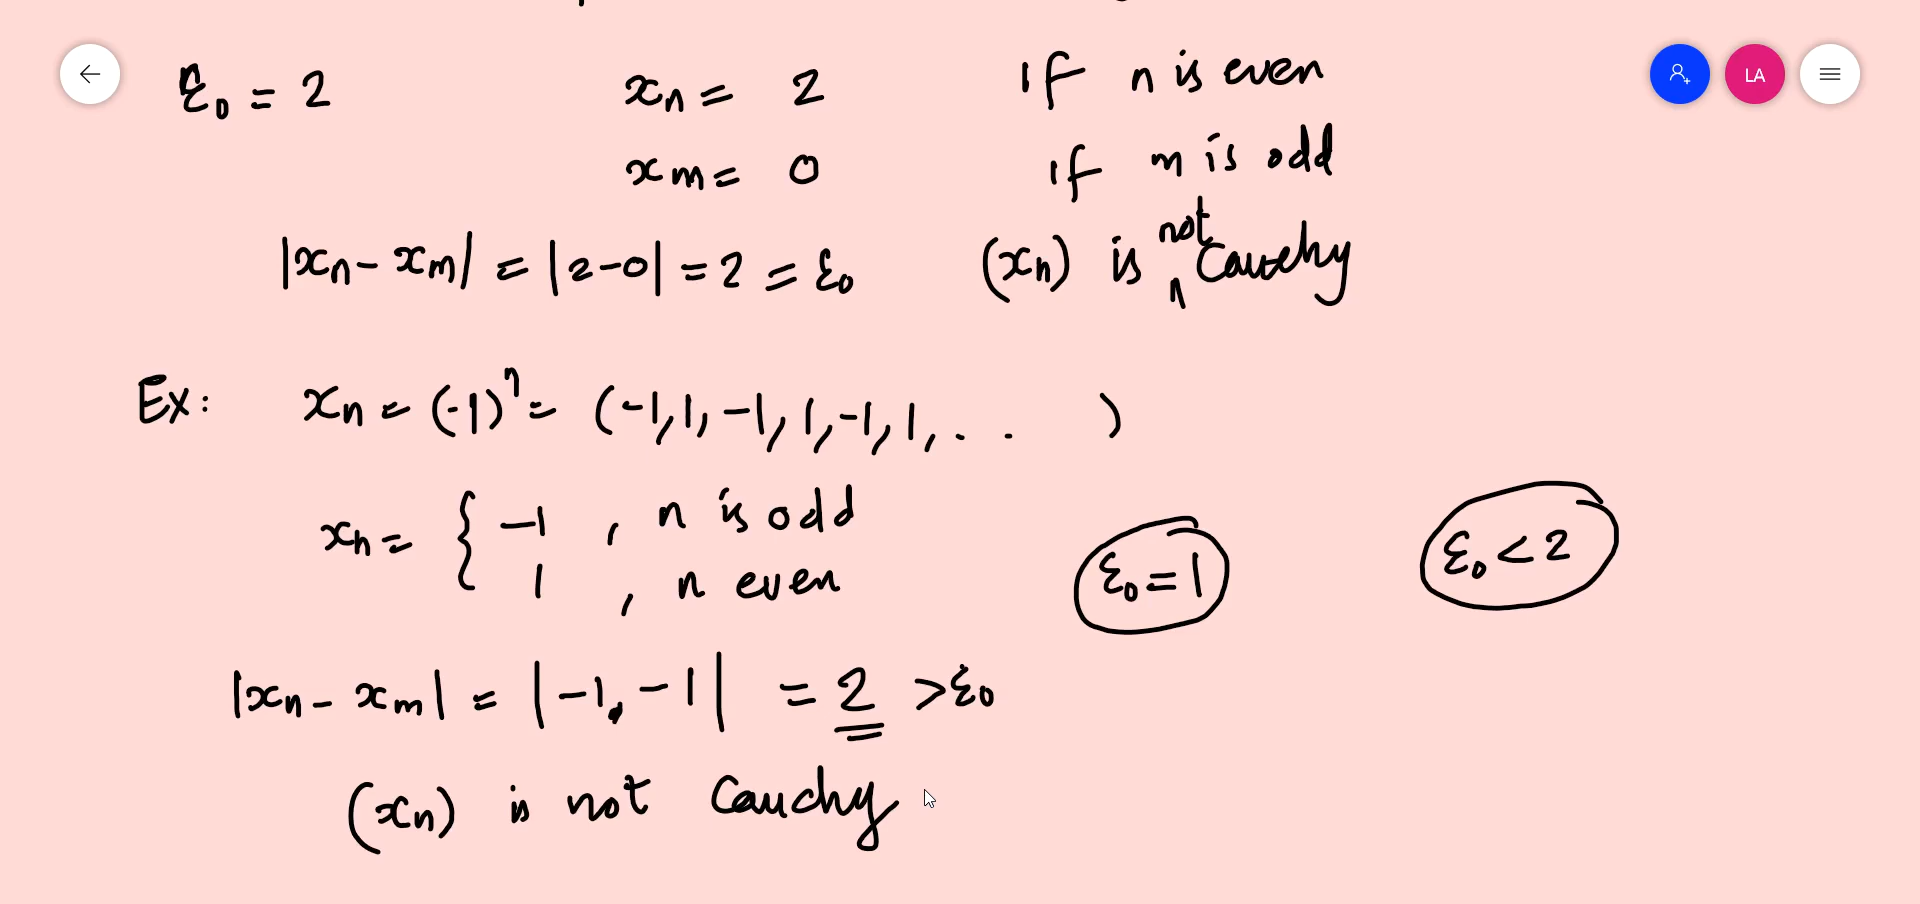 ε₀ = 2 xₙ = 2 if n is even
xₘ = 0 if m is odd
|xₙ - xₘ| = |2-0| = 2 = ε₀ (xₙ) is not Cauchy
Ex: xₙ = (-1)ⁿ = (-1, 1, -1, 1, -1, 1, . . )
xₙ = { -1 , n is odd
1 , n even
ε₀ = 1 ε₀ < 2
|xₙ - xₘ| = |-1, -1| = 2 > ε₀
(xₙ) is not Cauchy
LA